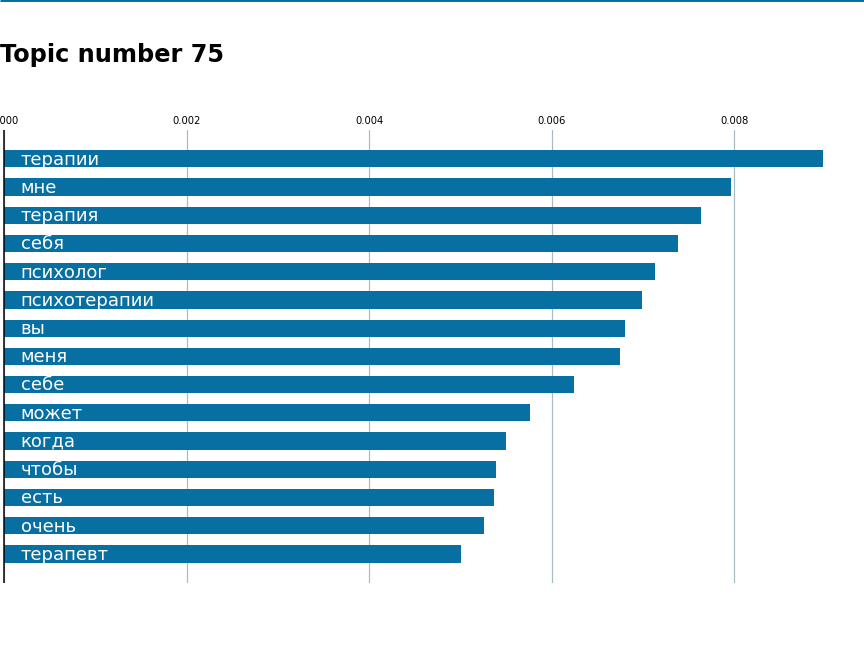 Topic number 75
000 0.002 0.004 0.006 0.008
терапии
мне
терапия
себя
психолог
психотерапии
вы
меня
себе
может
когда
чтобы
есть
очень
терапевт